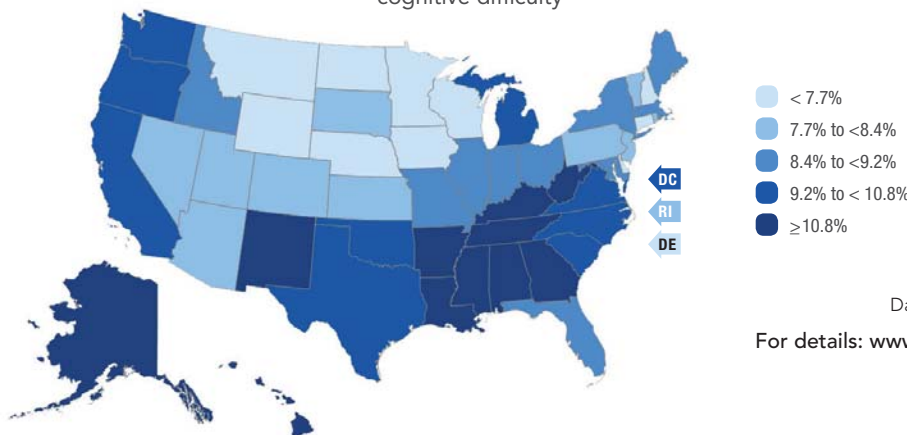 cognitive difficulty
< 7.7%
7.7% to <8.4%
8.4% to <9.2%
9.2% to < 10.8%
≥10.8%
DC
RI
DE
For details: www